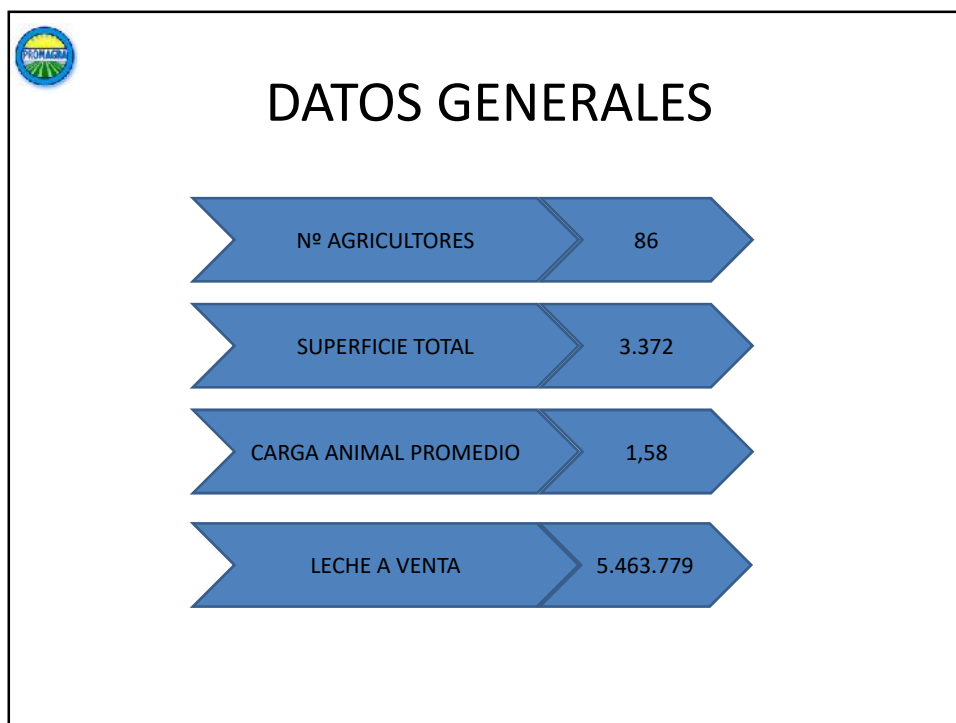 PROMAGRA
DATOS GENERALES
Nº AGRICULTORES 86
SUPERFICIE TOTAL 3.372
CARGA ANIMAL PROMEDIO 1,58
LECHE A VENTA 5.463.779